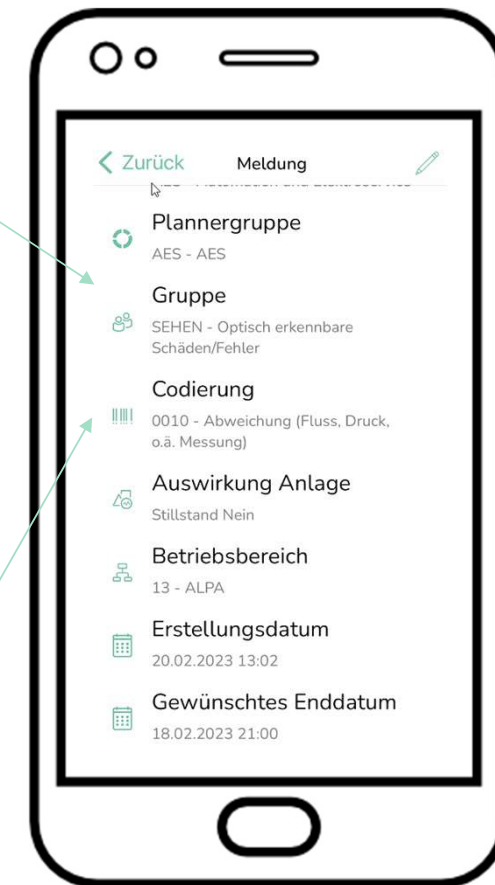 Zurück Meldung
Plannergruppe
AES - AES
Gruppe
SEHEN - Optisch erkennbare
Schäden/Fehler
Codierung
0010 - Abweichung (Fluss, Druck,
o.ä. Messung)
Auswirkung Anlage
Stillstand Nein
Betriebsbereich
13 - ALPA
Erstellungsdatum
20.02.2023 13:02
Gewünschtes Enddatum
18.02.2023 21:00